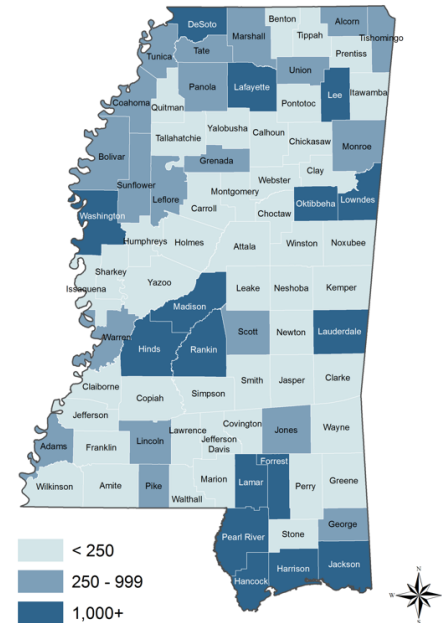 DeSoto
Benton
Alcorn
Marshall
Tippah
Tishomingo
Tate
Tunica
Prentiss
Union
Panola
Lafayette
Lee
Itawamba
Coahoma
Quitman
Pontotoc
Yalobusha
Tallahatchie
Calhoun
Chickasaw
Monroe
Bolivar
Grenada
Clay
Sunflower
Webster
Leflore
Montgomery
Lowndes
Oktibbeha
Carroll
Washington
Choctaw
Humphreys
Holmes
Winston
Noxubee
Attala
Sharkey
Yazoo
Leake
Neshoba
Kemper
Issaquena
Madison
Scott
Newton
Lauderdale
Warren
Hinds
Rankin
Smith
Jasper
Clarke
Claiborne
Simpson
Copiah
Jefferson
Covington
Wayne
Lawrence
Jones
Adams
Franklin
Lincoln
Jefferson
Davis
Forrest
Marion
Lamar
Greene
Wilkinson
Amite
Pike
Perry
Walthall
George
Stone
Pearl River
Hancock
Harrison
Jackson
< 250
250 - 999
1,000+
N
W
E
S